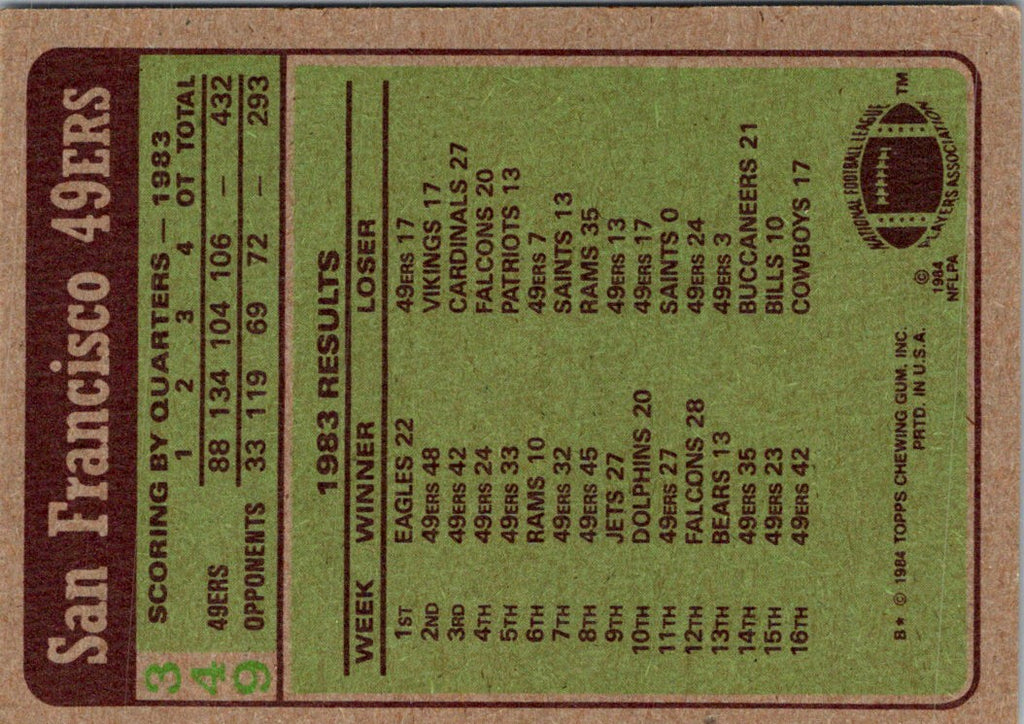 San Francisco 49ERS
349
SCORING BY QUARTERS — 1983
1 2 3 4 OT TOTAL
49ERS 88 134 104 106 — 432
OPPONENTS 33 119 69 72 — 293
1983 RESULTS
WEEK WINNER LOSER
1ST EAGLES 22 49ERS 17
2ND 49ERS 48 VIKINGS 17
3RD 49ERS 42 CARDINALS 27
4TH 49ERS 24 FALCONS 20
5TH 49ERS 33 PATRIOTS 13
6TH RAMS 10 49ERS 7
7TH 49ERS 32 SAINTS 13
8TH 49ERS 45 RAMS 35
9TH JETS 27 49ERS 13
10TH DOLPHINS 20 49ERS 17
11TH 49ERS 27 SAINTS 0
12TH FALCONS 28 49ERS 24
13TH BEARS 13 49ERS 3
14TH 49ERS 35 BUCCANEERS 21
15TH 49ERS 23 BILLS 10
16TH 49ERS 42 COWBOYS 17
NATIONAL FOOTBALL LEAGUE
PLAYERS ASSOCIATION
TM
B* © 1984 TOPPS CHEWING GUM, INC.
PRTD. IN U.S.A.
©
1984
NFLPA